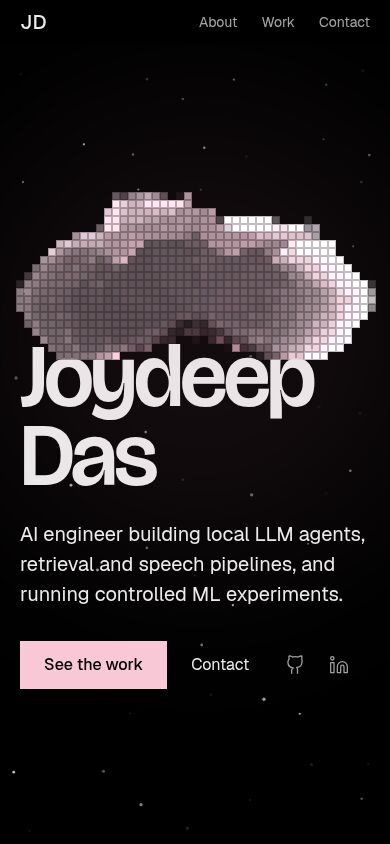 JD
About Work Contact
Joydeep
Das
AI engineer building local LLM agents,
retrieval and speech pipelines, and
running controlled ML experiments.
See the work Contact